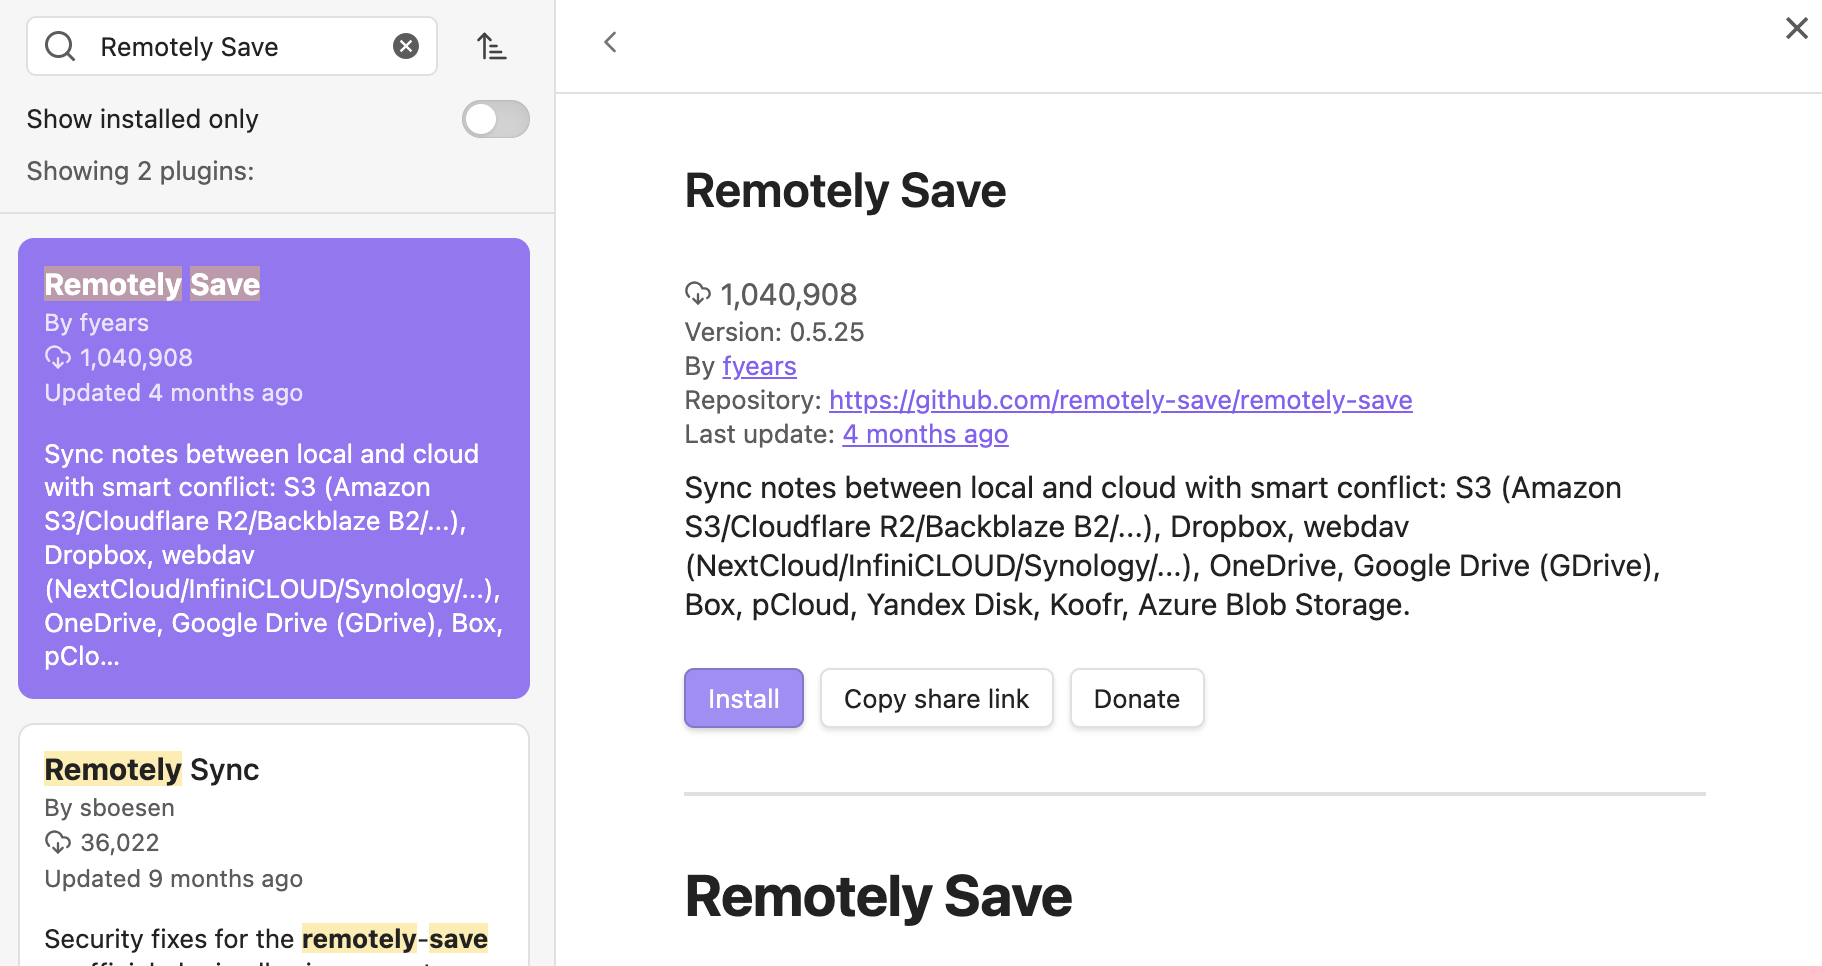 Remotely Save
Show installed only
Showing 2 plugins:
Remotely Save
By fyears
1,040,908
Updated 4 months ago
Sync notes between local and cloud
with smart conflict: S3 (Amazon
S3/Cloudflare R2/Backblaze B2/...),
Dropbox, webdav
(NextCloud/InfiniCLOUD/Synology/...),
OneDrive, Google Drive (GDrive), Box,
pClo...
Remotely Sync
By sboesen
36,022
Updated 9 months ago
Security fixes for the remotely-save
Remotely Save
1,040,908
Version: 0.5.25
By fyears
Repository: https://github.com/remotely-save/remotely-save
Last update: 4 months ago
Sync notes between local and cloud with smart conflict: S3 (Amazon
S3/Cloudflare R2/Backblaze B2/...), Dropbox, webdav
(NextCloud/InfiniCLOUD/Synology/...), OneDrive, Google Drive (GDrive),
Box, pCloud, Yandex Disk, Koofr, Azure Blob Storage.
Install Copy share link Donate
Remotely Save